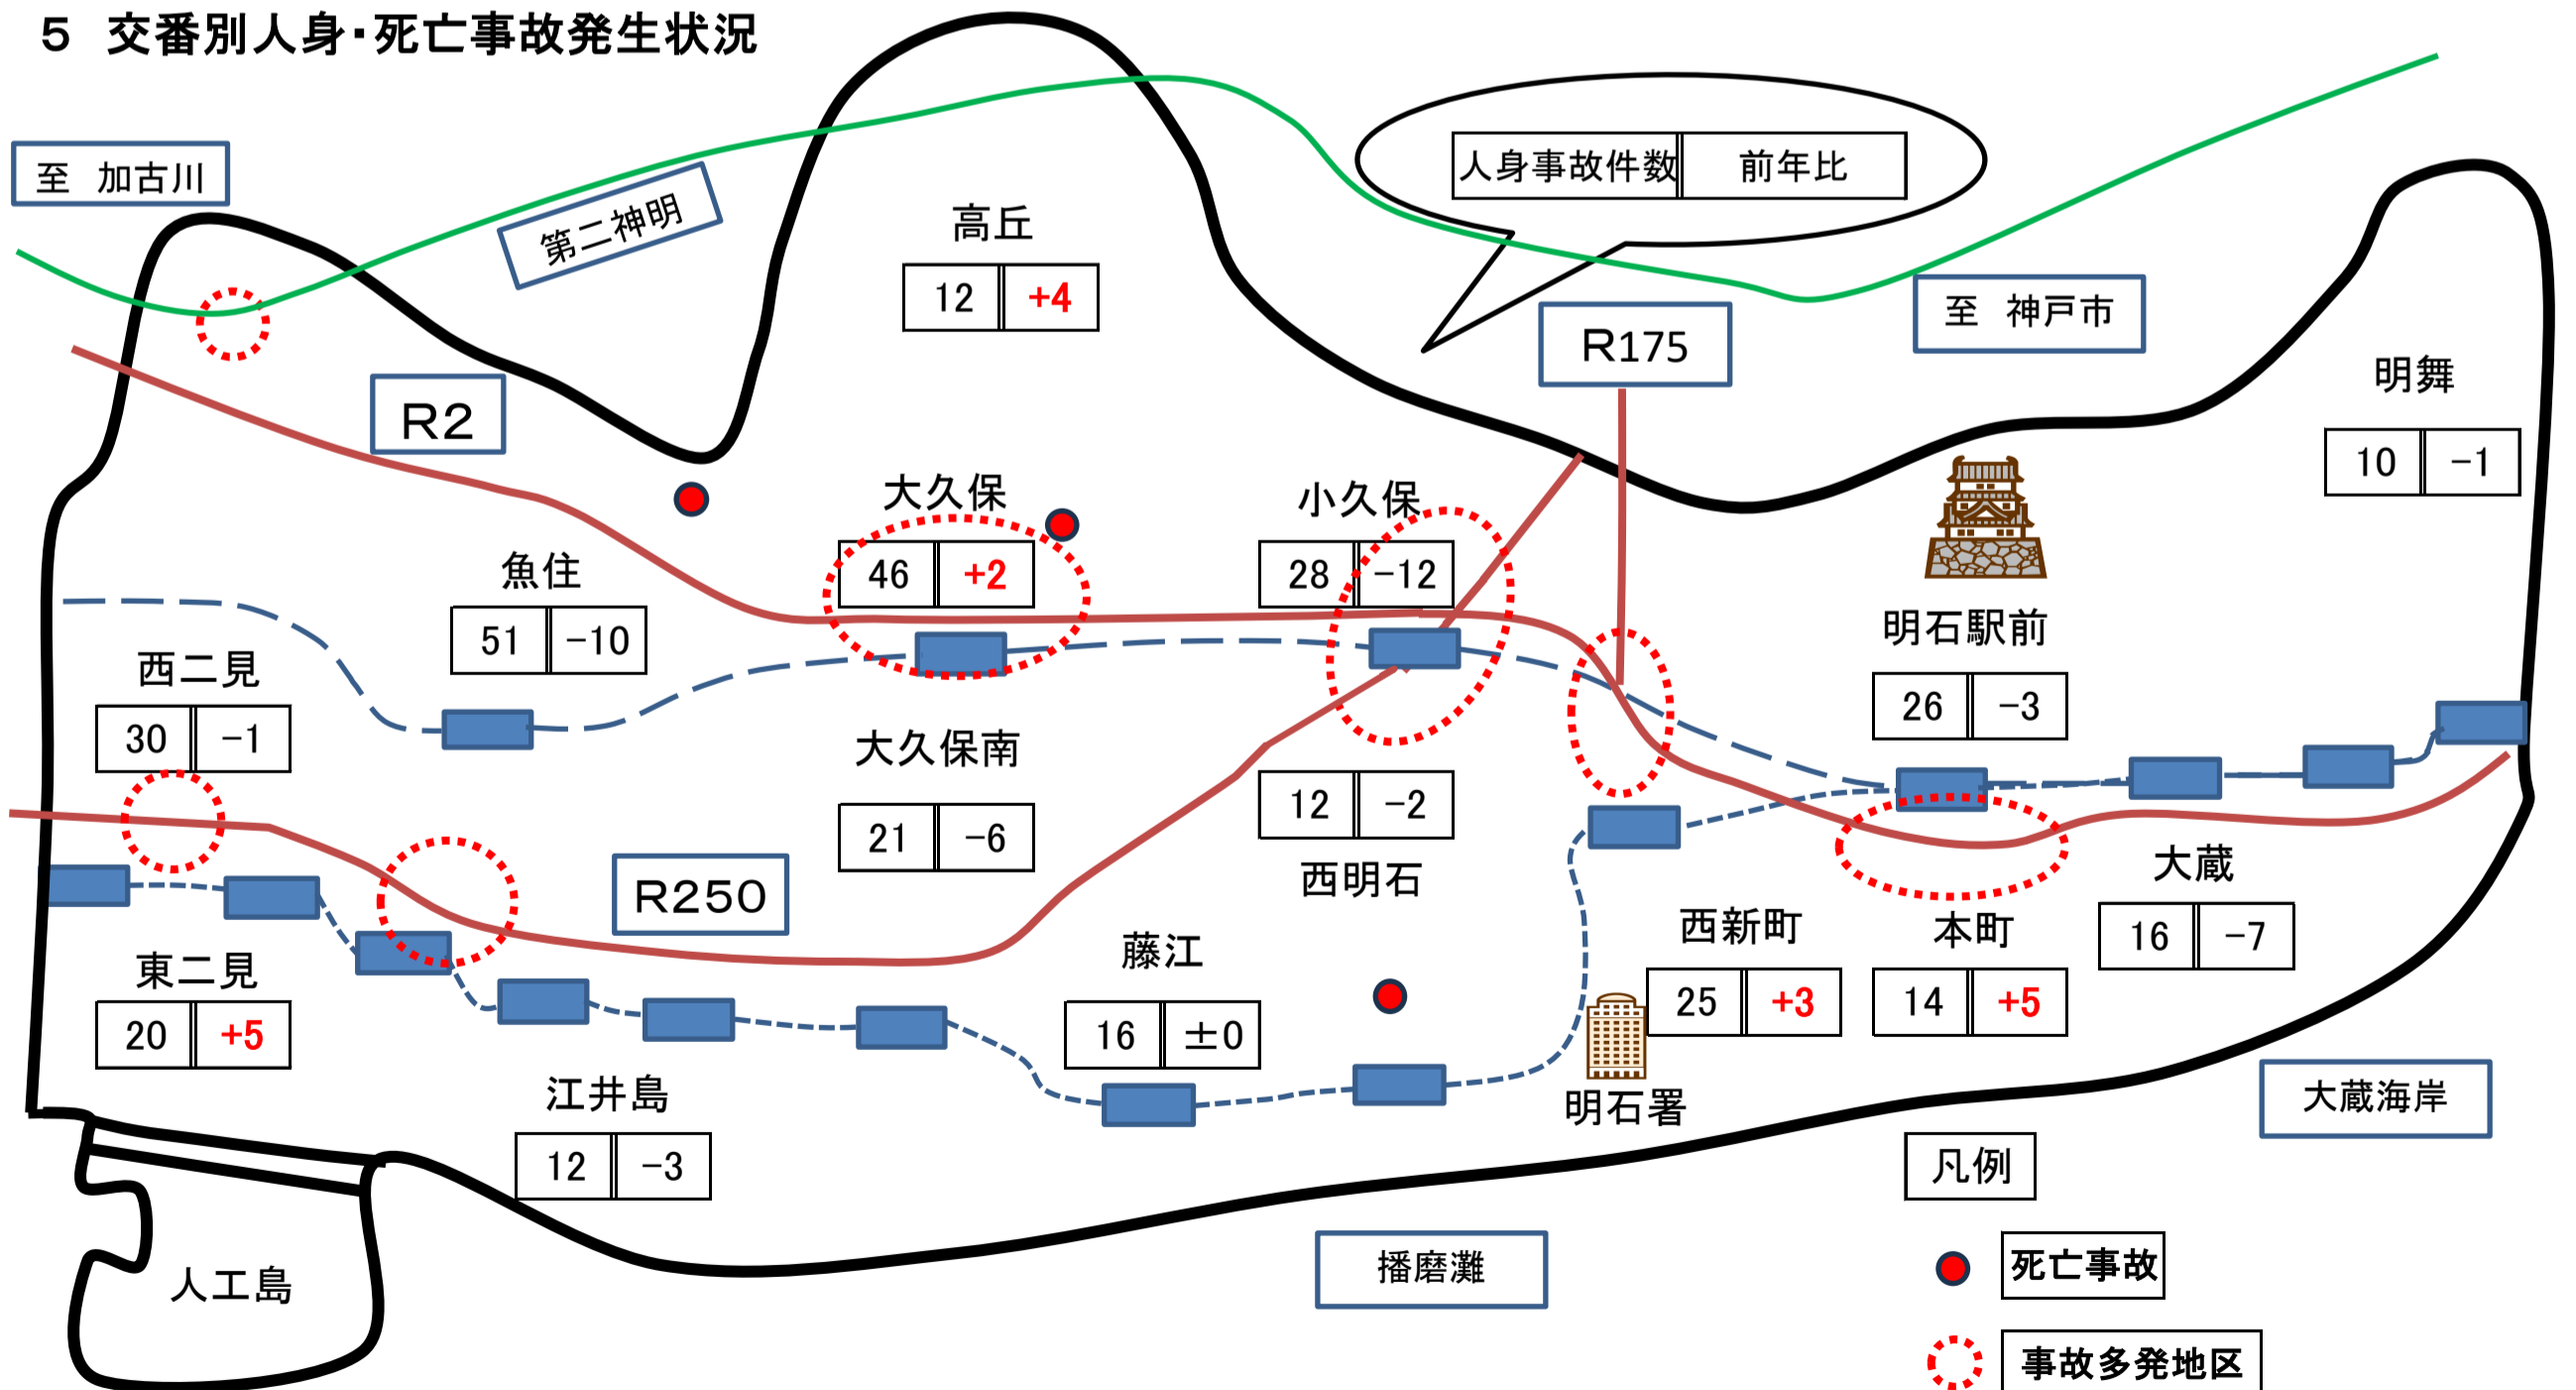 ５　交番別人身・死亡事故発生状況
至　加古川
第二神明
人身事故件数 前年比
高丘
12 +4
至　神戸市
R175
R2
明舞
10 −1
大久保
46 +2
小久保
28 −12
魚住
51 −10
明石駅前
26 −3
西二見
30 −1
大久保南
21 −6
12 −2
西明石
R250
大蔵
16 −7
西新町
25 +3
本町
14 +5
藤江
16 ±0
東二見
20 +5
江井島
12 −3
明石署
大蔵海岸
凡例
人工島
播磨灘
死亡事故
事故多発地区